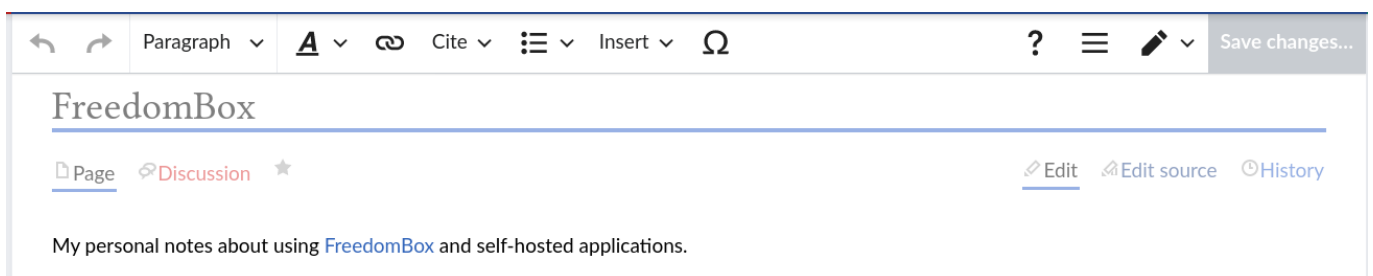 Paragraph A Cite Insert Ω ? Save changes...
FreedomBox
Page Discussion Edit Edit source History
My personal notes about using FreedomBox and self-hosted applications.